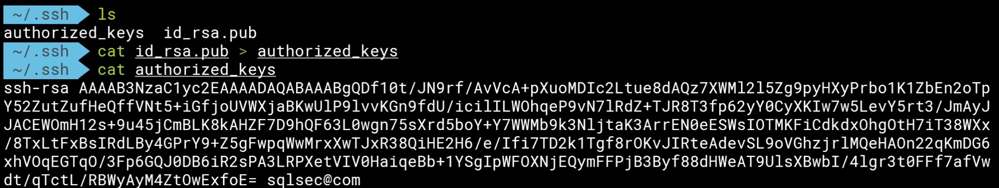 ~/.ssh ls
authorized_keys id_rsa.pub
~/.ssh cat id_rsa.pub > authorized_keys
~/.ssh cat authorized_keys
ssh-rsa AAAAB3NzaC1yc2EAAAADAQABAAABgQDf10t/JN9rf/AvVcA+pXuoMDIc2Ltue8dAQz7XWMl2l5Zg9pyHXyPrbo1K1ZbEn2oTp
Y52ZutZufHeQffVNt5+iGfjoUVWXjaBKwUlP9lvvKGn9fdU/icilILWOhqeP9vN7lRdZ+TJR8T3fp62yY0CyXKIw7w5LevY5rt3/JmAyJ
JACEWOmH12s+9u45jCmBLK8kAHZF7D9hQF63L0wgn75sXrd5boY+Y7WWMb9k3NljtaK3ArrEN0eESWsIOTMKFiCdkdxOhgOtH7iT38WXx
/8TxLtFxBsIRdLBy4GPrY9+Z5gFwpqWwMrxXwTJxR38QiHE2H6/e/Ifi7TD2k1Tgf8rOKvJIRteAdevSL9oVGhzjrlMQeHAOn22qKmDG6
xhVOqEGTqO/3Fp6GQJ0DB6iR2sPA3LRPXetVIV0HaiqeBb+1YSgIpWFOXNjEQymFFPjB3Byf88dHWeAT9UlsXBwbI/4lgr3t0FFf7afVw
dt/qTctL/RBWyAyM4ZtOwExfoE= sqlsec@com